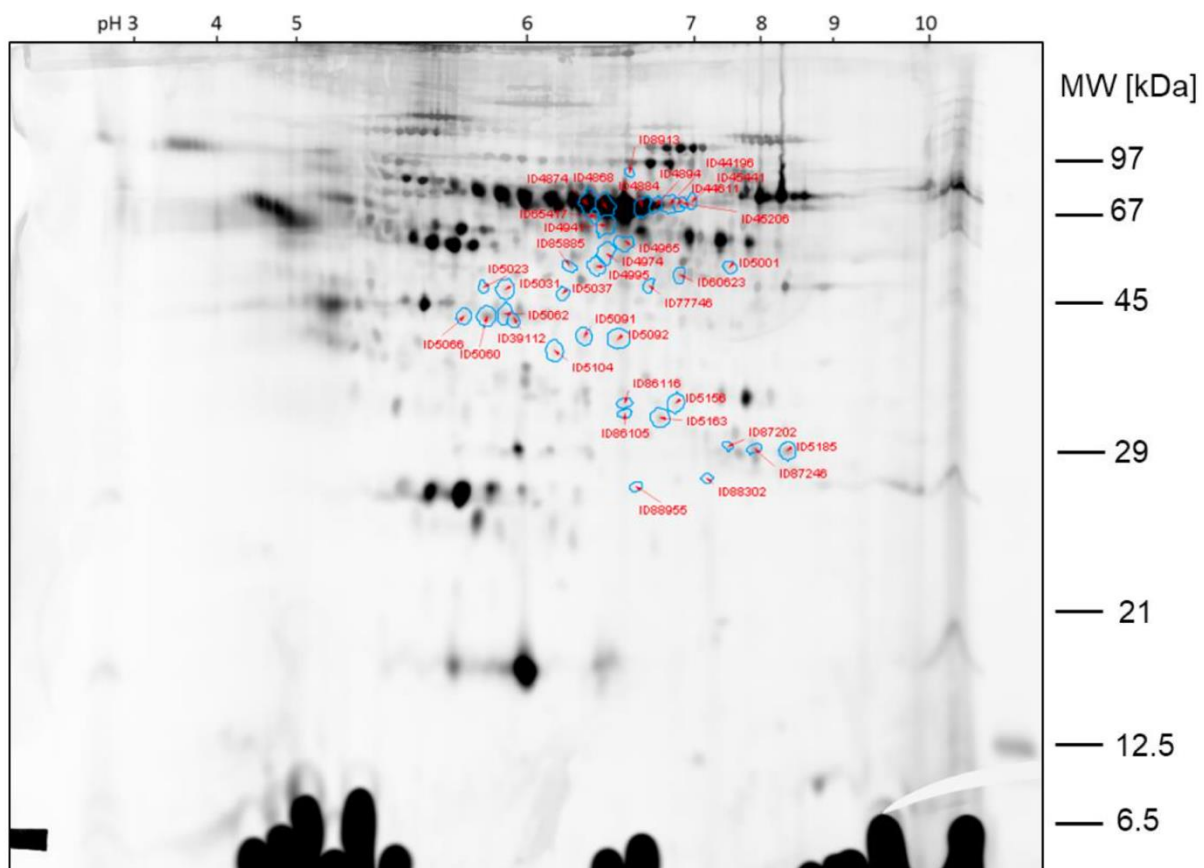 pH 3 4 5 6 7 8 9 10
MW [kDa]
ID8913
97
ID44196
ID4874 ID4868 ID4894 ID45441
ID4884 ID44611
67
ID65417 ID45206
ID4941
ID85885 ID4965
ID4974 ID5001
ID5023 ID4995 ID60623
ID5031 ID5037 ID77746
45
ID5062 ID5091
ID5066 ID39112 ID5092
ID5060
ID5104
ID86116
ID5156
ID5163
ID86105
ID87202
ID5185
29
ID87246
ID88302
ID88955
21
12.5
6.5